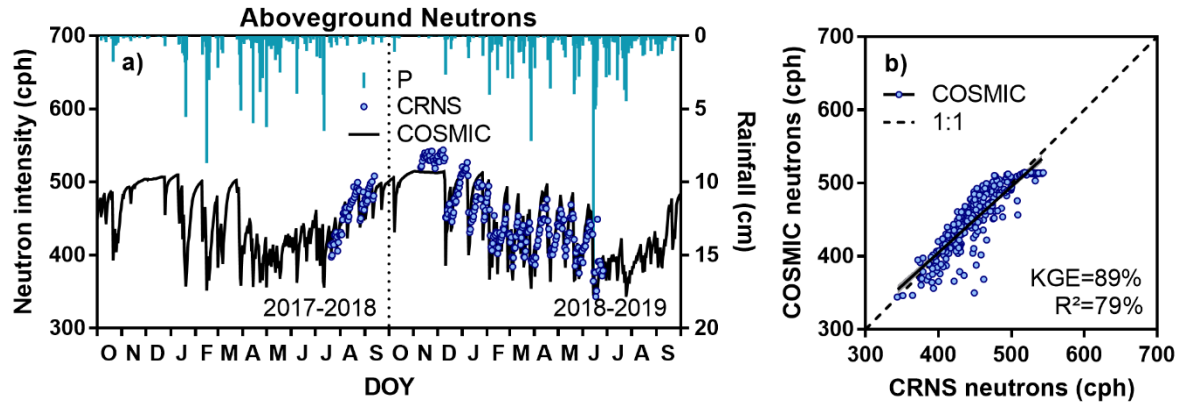 Aboveground Neutrons
a)
Neutron intensity (cph)
700
600
500
400
300
P
CRNS
COSMIC
2017-2018
2018-2019
0
5
10
15
20
Rainfall (cm)
O N D J F M A M J J A S O N D J F M A M J J A S
DOY
b)
COSMIC neutrons (cph)
700
600
500
400
300
COSMIC
1:1
KGE=89%
R²=79%
300 400 500 600 700
CRNS neutrons (cph)